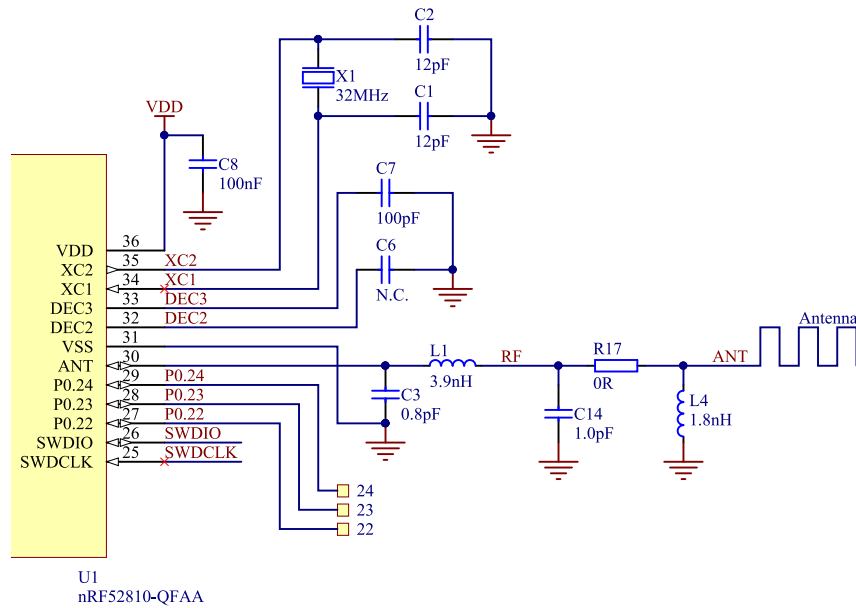 C2
12pF
X1
32MHz
C1
12pF
VDD
C8
100nF
C7
100pF
C6
N.C.
VDD 36
XC2 35 XC2
XC1 34 XC1
DEC3 33 DEC3
DEC2 32 DEC2
VSS 31
ANT 30
P0.24 29 P0.24
P0.23 28 P0.23
P0.22 27 P0.22
SWDIO 26 SWDIO
SWDCLK 25 SWDCLK
L1
3.9nH
RF
C3
0.8pF
C14
1.0pF
R17
0R
ANT
Antenna
L4
1.8nH
24
23
22
U1
nRF52810-QFAA